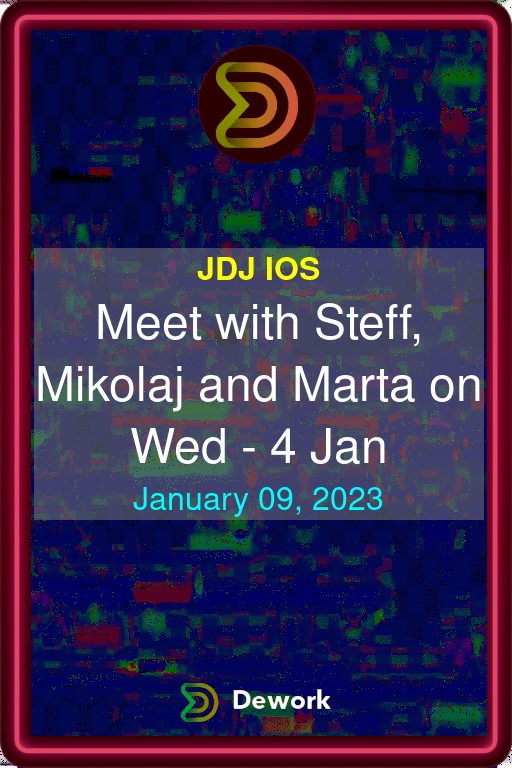 JDJ IOS
Meet with Steff,
Mikolaj and Marta on
Wed - 4 Jan
January 09, 2023
Dework